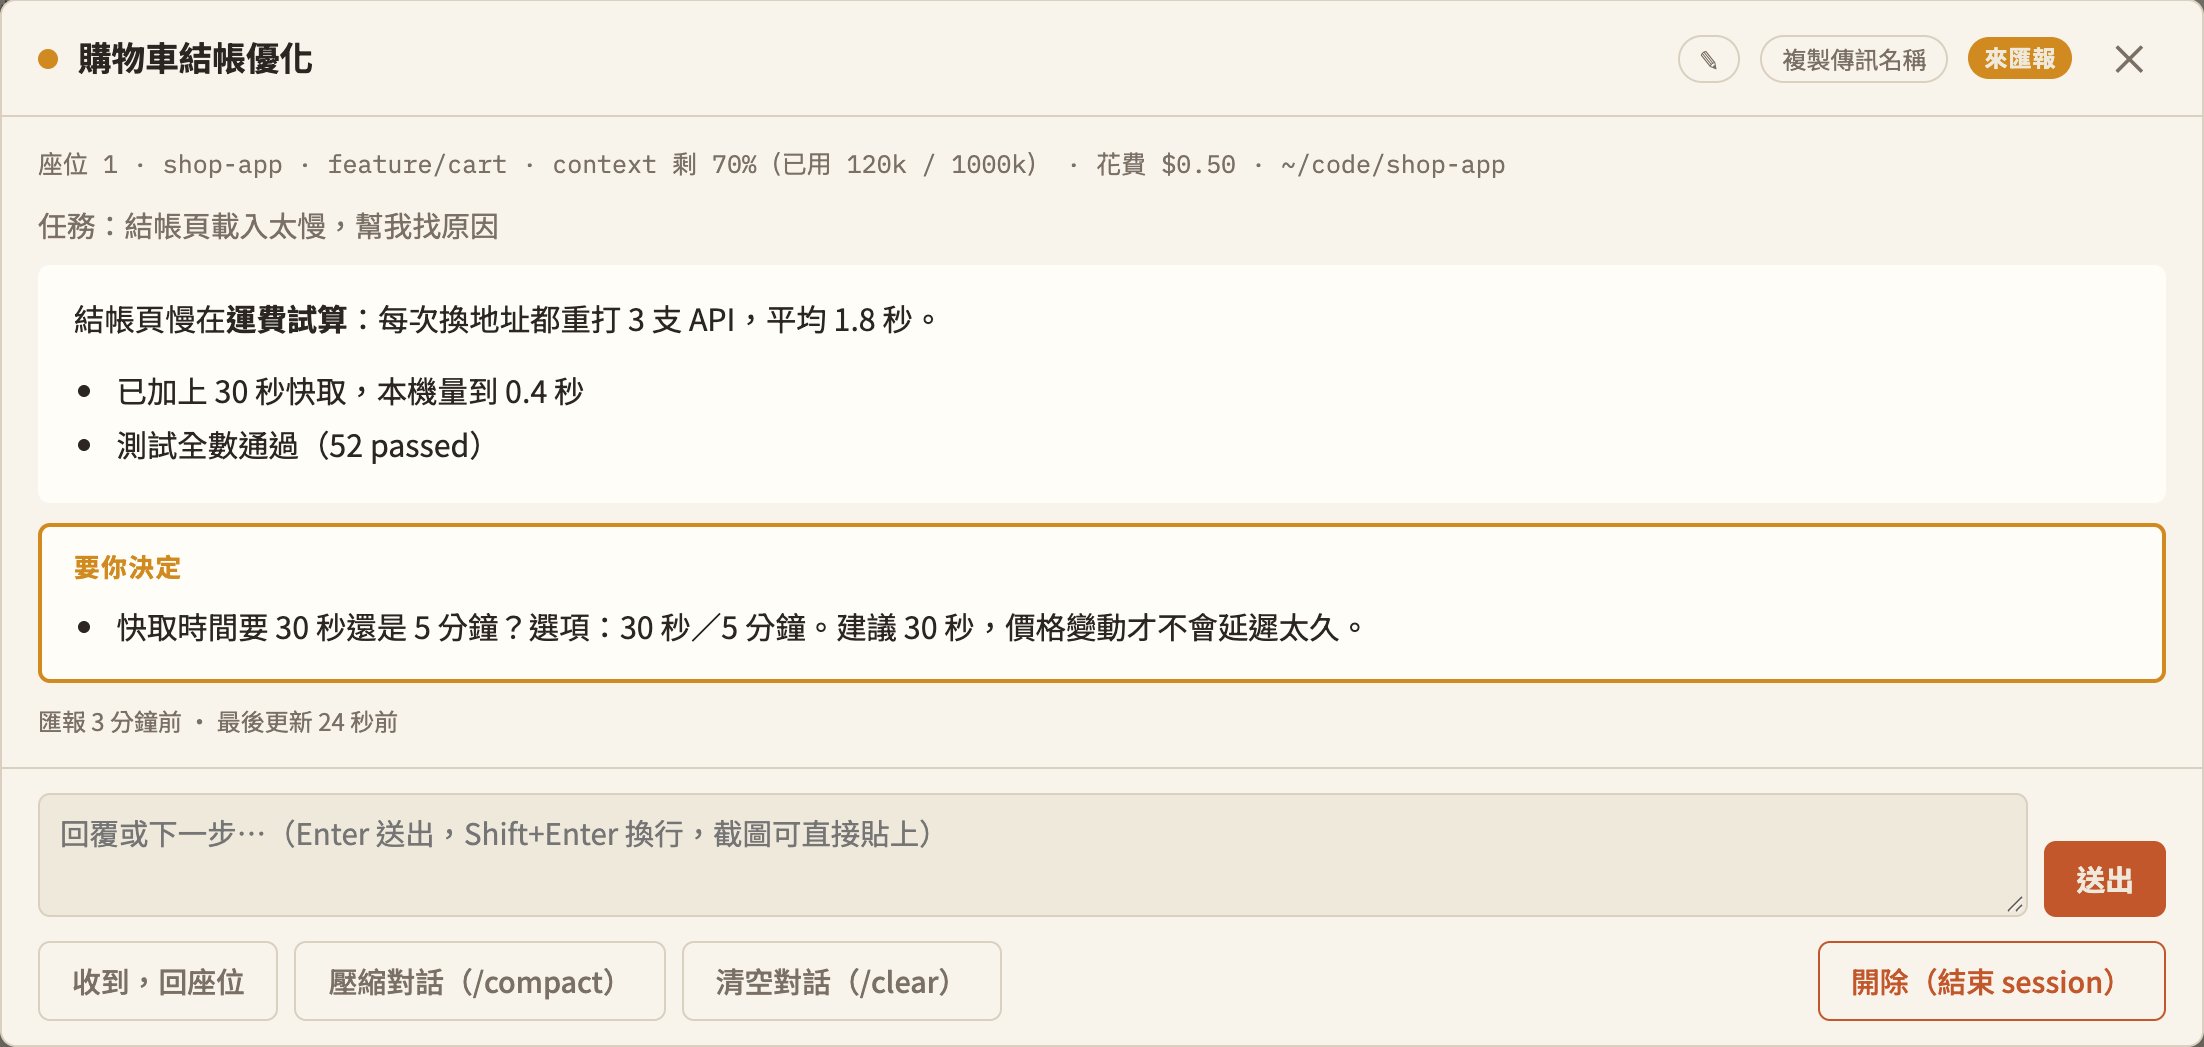 購物車結帳優化
✎
複製傳訊名稱
來匯報
座位 1 · shop-app · feature/cart · context 剩 70%（已用 120k / 1000k） · 花費 $0.50 · ~/code/shop-app
任務：結帳頁載入太慢，幫我找原因
結帳頁慢在運費試算：每次換地址都重打 3 支 API，平均 1.8 秒。
• 已加上 30 秒快取，本機量到 0.4 秒
• 測試全數通過（52 passed）
要你決定
• 快取時間要 30 秒還是 5 分鐘？選項：30 秒／5 分鐘。建議 30 秒，價格變動才不會延遲太久。
匯報 3 分鐘前 · 最後更新 24 秒前
回覆或下一步…（Enter 送出，Shift+Enter 換行，截圖可直接貼上）
送出
收到，回座位
壓縮對話（/compact）
清空對話（/clear）
開除（結束 session）